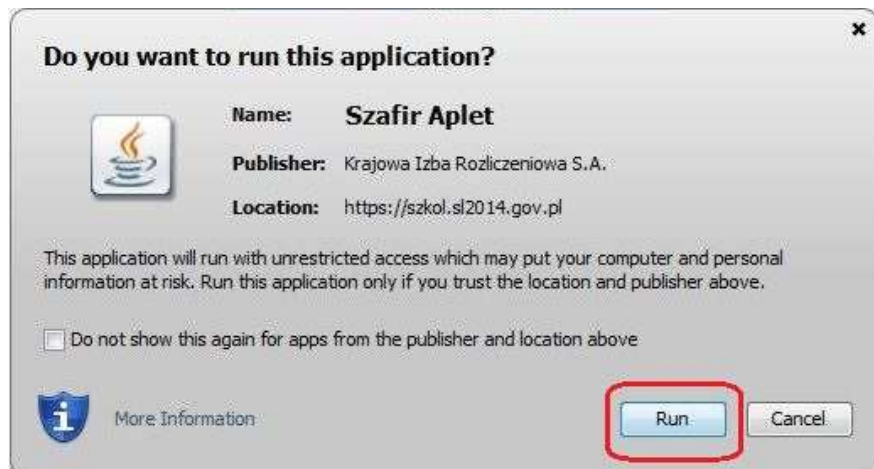 Do you want to run this application?
Name: Szafir Aplet
Publisher: Krajowa Izba Rozliczeniowa S.A.
Location: https://szkol.sl2014.gov.pl
This application will run with unrestricted access which may put your computer and personal
information at risk. Run this application only if you trust the location and publisher above.
Do not show this again for apps from the publisher and location above
More Information
Run
Cancel